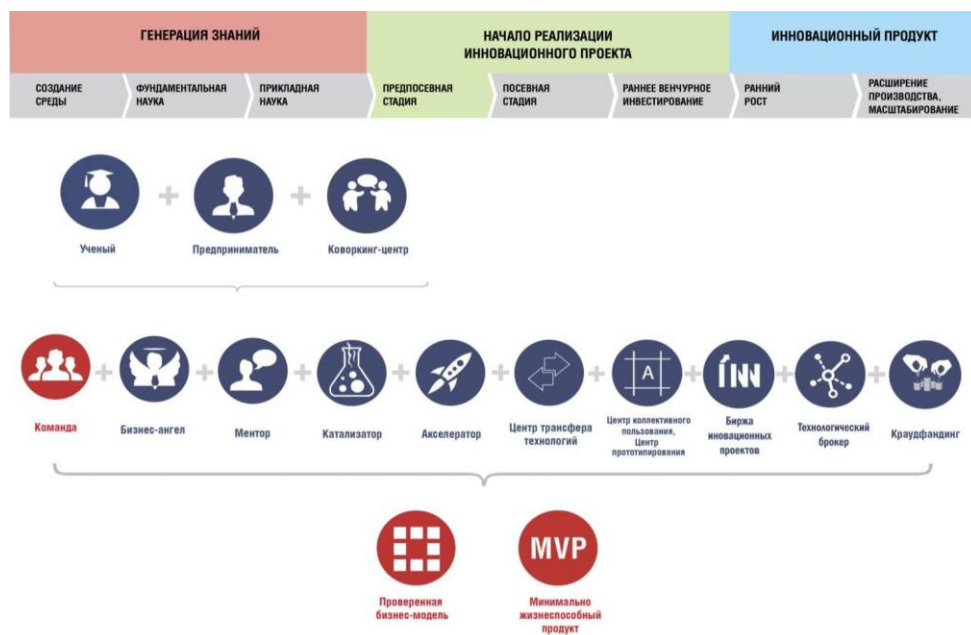 ГЕНЕРАЦИЯ ЗНАНИЙ
НАЧАЛО РЕАЛИЗАЦИИ
ИННОВАЦИОННОГО ПРОЕКТА
ИННОВАЦИОННЫЙ ПРОДУКТ
СОЗДАНИЕ
СРЕДЫ
ФУНДАМЕНТАЛЬНАЯ
НАУКА
ПРИКЛАДНАЯ
НАУКА
ПРЕДПОСЕВНАЯ
СТАДИЯ
ПОСЕВНАЯ
СТАДИЯ
РАННЕЕ ВЕНЧУРНОЕ
ИНВЕСТИРОВАНИЕ
РАННИЙ
РОСТ
РАСШИРЕНИЕ
ПРОИЗВОДСТВА,
МАСШТАБИРОВАНИЕ
Ученый
Предприниматель
Коворкинг-центр
Команда
Бизнес-ангел
Ментор
Катализатор
Акселератор
Центр трансфера
технологий
A
Центр коллективного
пользования,
Центр
прототипирования
INN
Биржа
иновационных
проектов
Технологический
брокер
Краудфандинг
Проверенная
бизнес-модель
MVP
Минимально
жизнеспособный
продукт